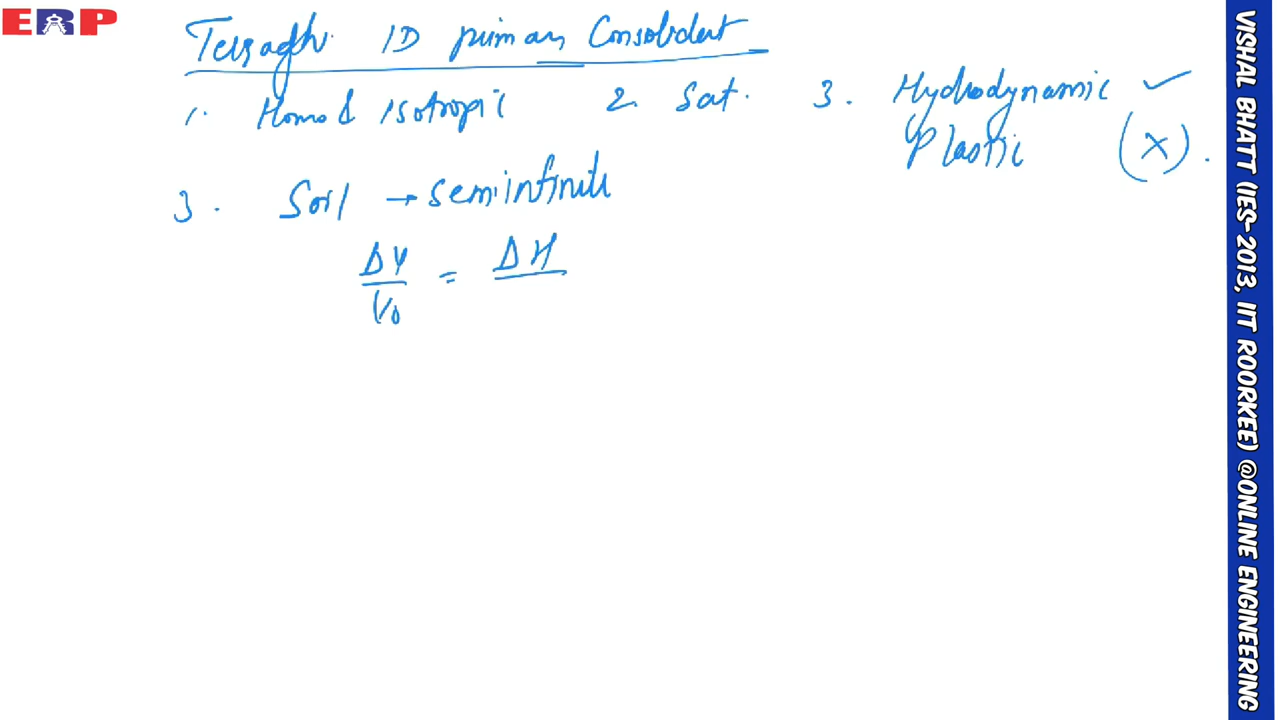 ERP
Terzaghi 1D primary Consolidat
1. Homo & Isotropic 2. Sat. 3. Hydrodynamic ✓
Plastic (X).
3. Soil → semiinfinite
ΔV/V₀ = ΔH
VISHAL BHATT (IES-2013, IIT ROORKEE) @ONLINE ENGINEERING